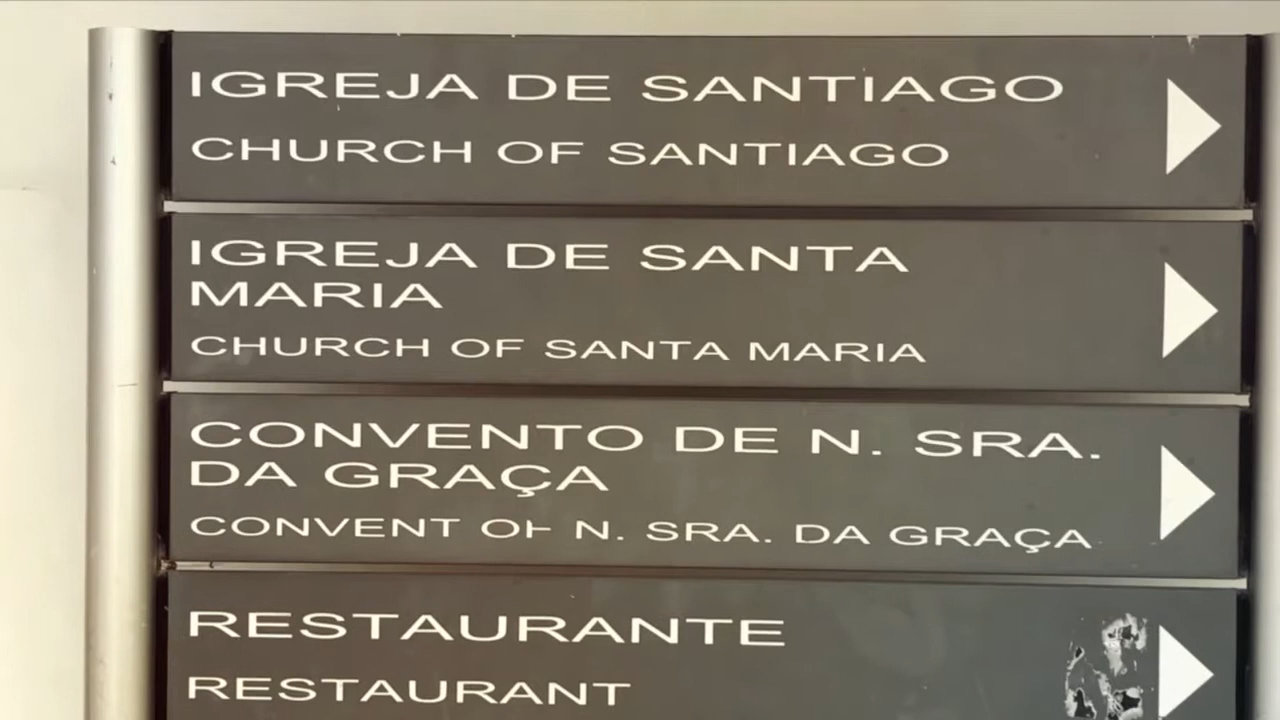 IGREJA DE SANTIAGO
CHURCH OF SANTIAGO
IGREJA DE SANTA
MARIA
CHURCH OF SANTA MARIA
CONVENTO DE N. SRA.
DA GRAÇA
CONVENT OF N. SRA. DA GRAÇA
RESTAURANTE
RESTAURANT